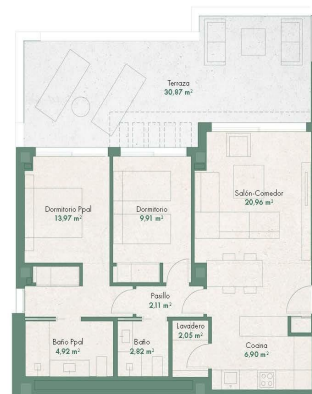 Terraza
30,87 m²
Dormitorio Ppal
13,97 m²
Dormitorio
9,91 m²
Salón-Comedor
20,96 m²
Pasillo
2,11 m²
Lavadero
2,05 m²
Baño Ppal
4,92 m²
Baño
2,82 m²
Cocina
6,90 m²